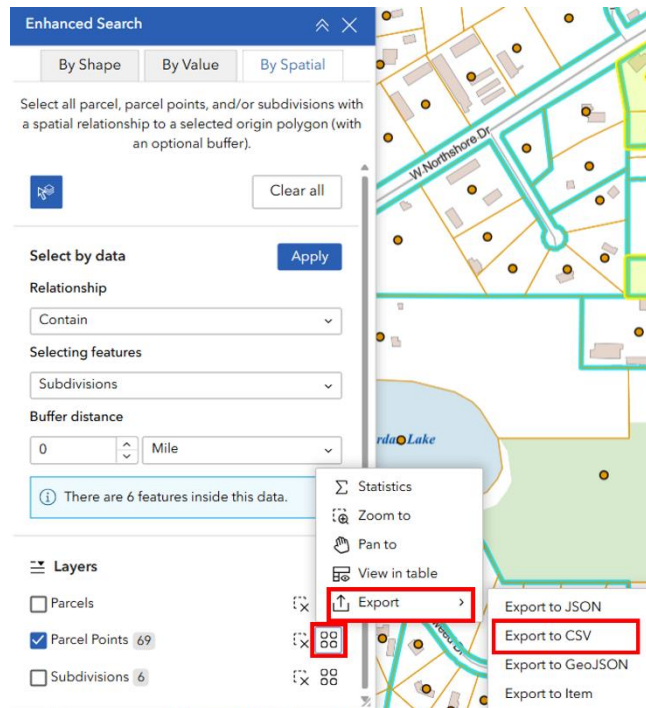 Enhanced Search
By Shape
By Value
By Spatial
Select all parcel, parcel points, and/or subdivisions with
a spatial relationship to a selected origin polygon (with
an optional buffer).
Clear all
Select by data
Apply
Relationship
Contain
Selecting features
Subdivisions
Buffer distance
0
Mile
There are 6 features inside this data.
Layers
Parcels
Parcel Points 69
Subdivisions 6
Statistics
Zoom to
Pan to
View in table
Export
Export to JSON
Export to CSV
Export to GeoJSON
Export to Item
W Northshore Dr
Lake